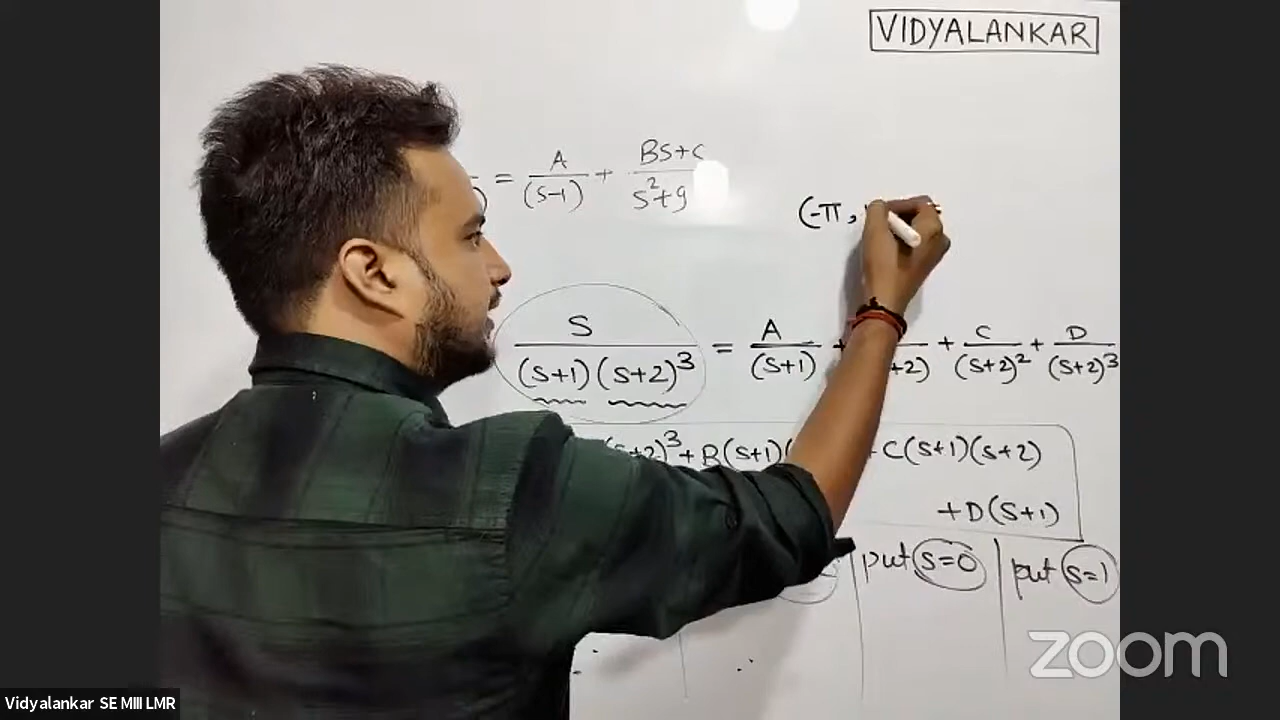 VIDYALANKAR
) = A/(s-1) + Bs+C/s²+9
(-π,
S/(s+1)(s+2)³ = A/(s+1) + +2) + C/(s+2)² + D/(s+2)³
(s+2)³ + B(s+1)( + C(s+1)(s+2)
+ D(s+1)
put s=0 | put s=1
zoom
Vidyalankar SE MIII LMR